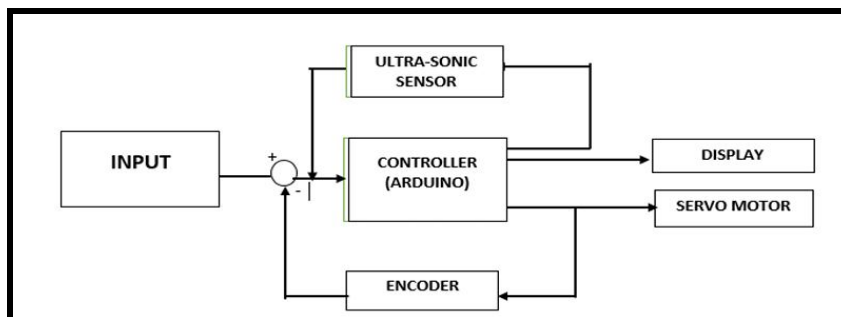 ULTRA-SONIC
SENSOR
INPUT
+
-
CONTROLLER
(ARDUINO)
DISPLAY
SERVO MOTOR
ENCODER